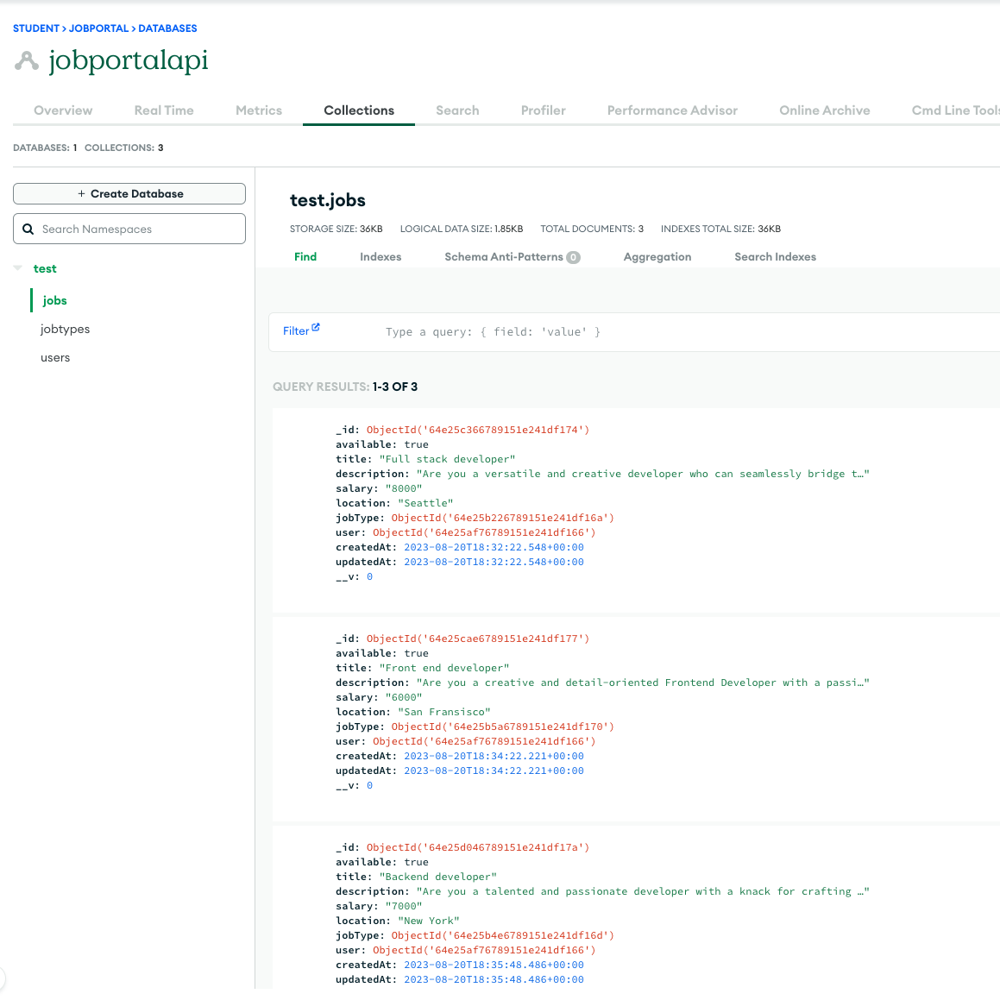 STUDENT > JOBPORTAL > DATABASES
jobportalapi
Overview Real Time Metrics Collections Search Profiler Performance Advisor Online Archive Cmd Line Tools
DATABASES: 1 COLLECTIONS: 3
+ Create Database
Search Namespaces
test
jobs
jobtypes
users
test.jobs
STORAGE SIZE: 36KB LOGICAL DATA SIZE: 1.85KB TOTAL DOCUMENTS: 3 INDEXES TOTAL SIZE: 36KB
Find Indexes Schema Anti-Patterns 0 Aggregation Search Indexes
Filter Type a query: { field: 'value' }
QUERY RESULTS: 1-3 OF 3
_id: ObjectId('64e25c366789151e241df174')
available: true
title: "Full stack developer"
description: "Are you a versatile and creative developer who can seamlessly bridge t…"
salary: "8000"
location: "Seattle"
jobType: ObjectId('64e25b226789151e241df16a')
user: ObjectId('64e25af76789151e241df166')
createdAt: 2023-08-20T18:32:22.548+00:00
updatedAt: 2023-08-20T18:32:22.548+00:00
__v: 0
_id: ObjectId('64e25cae6789151e241df177')
available: true
title: "Front end developer"
description: "Are you a creative and detail-oriented Frontend Developer with a passi…"
salary: "6000"
location: "San Fransisco"
jobType: ObjectId('64e25b5a6789151e241df170')
user: ObjectId('64e25af76789151e241df166')
createdAt: 2023-08-20T18:34:22.221+00:00
updatedAt: 2023-08-20T18:34:22.221+00:00
__v: 0
_id: ObjectId('64e25d046789151e241df17a')
available: true
title: "Backend developer"
description: "Are you a talented and passionate developer with a knack for crafting …"
salary: "7000"
location: "New York"
jobType: ObjectId('64e25b4e6789151e241df16d')
user: ObjectId('64e25af76789151e241df166')
createdAt: 2023-08-20T18:35:48.486+00:00
updatedAt: 2023-08-20T18:35:48.486+00:00